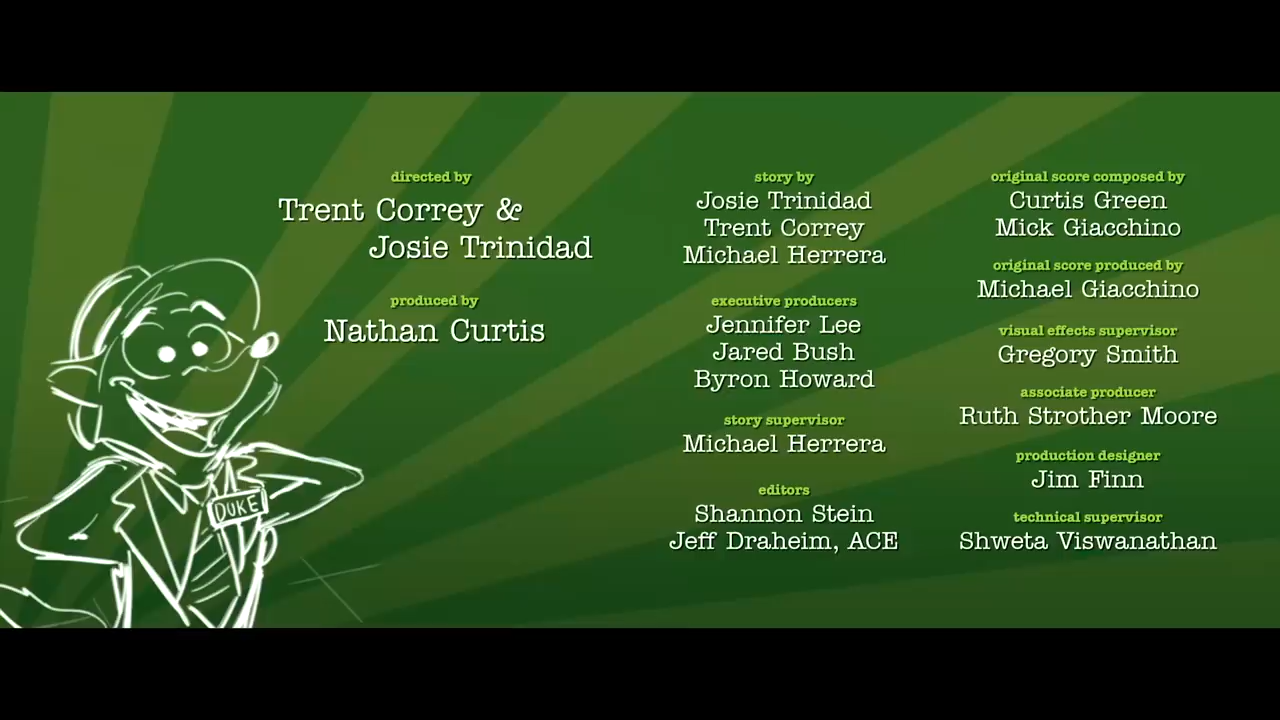 directed by
Trent Correy &
Josie Trinidad
produced by
Nathan Curtis
story by
Josie Trinidad
Trent Correy
Michael Herrera
executive producers
Jennifer Lee
Jared Bush
Byron Howard
story supervisor
Michael Herrera
editors
Shannon Stein
Jeff Draheim, ACE
original score composed by
Curtis Green
Mick Giacchino
original score produced by
Michael Giacchino
visual effects supervisor
Gregory Smith
associate producer
Ruth Strother Moore
production designer
Jim Finn
technical supervisor
Shweta Viswanathan
DUKE